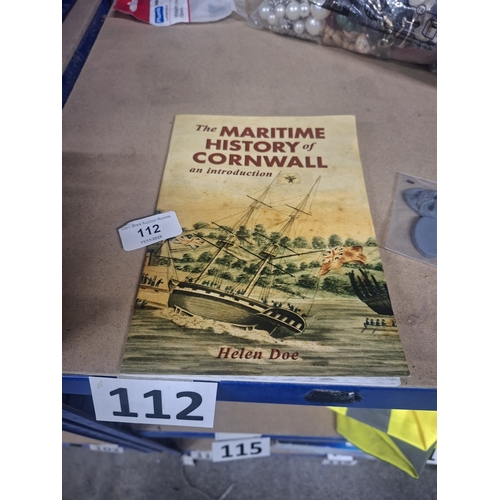 The MARITIME
HISTORY of
CORNWALL
an introduction
112
Helen Doe
112
115